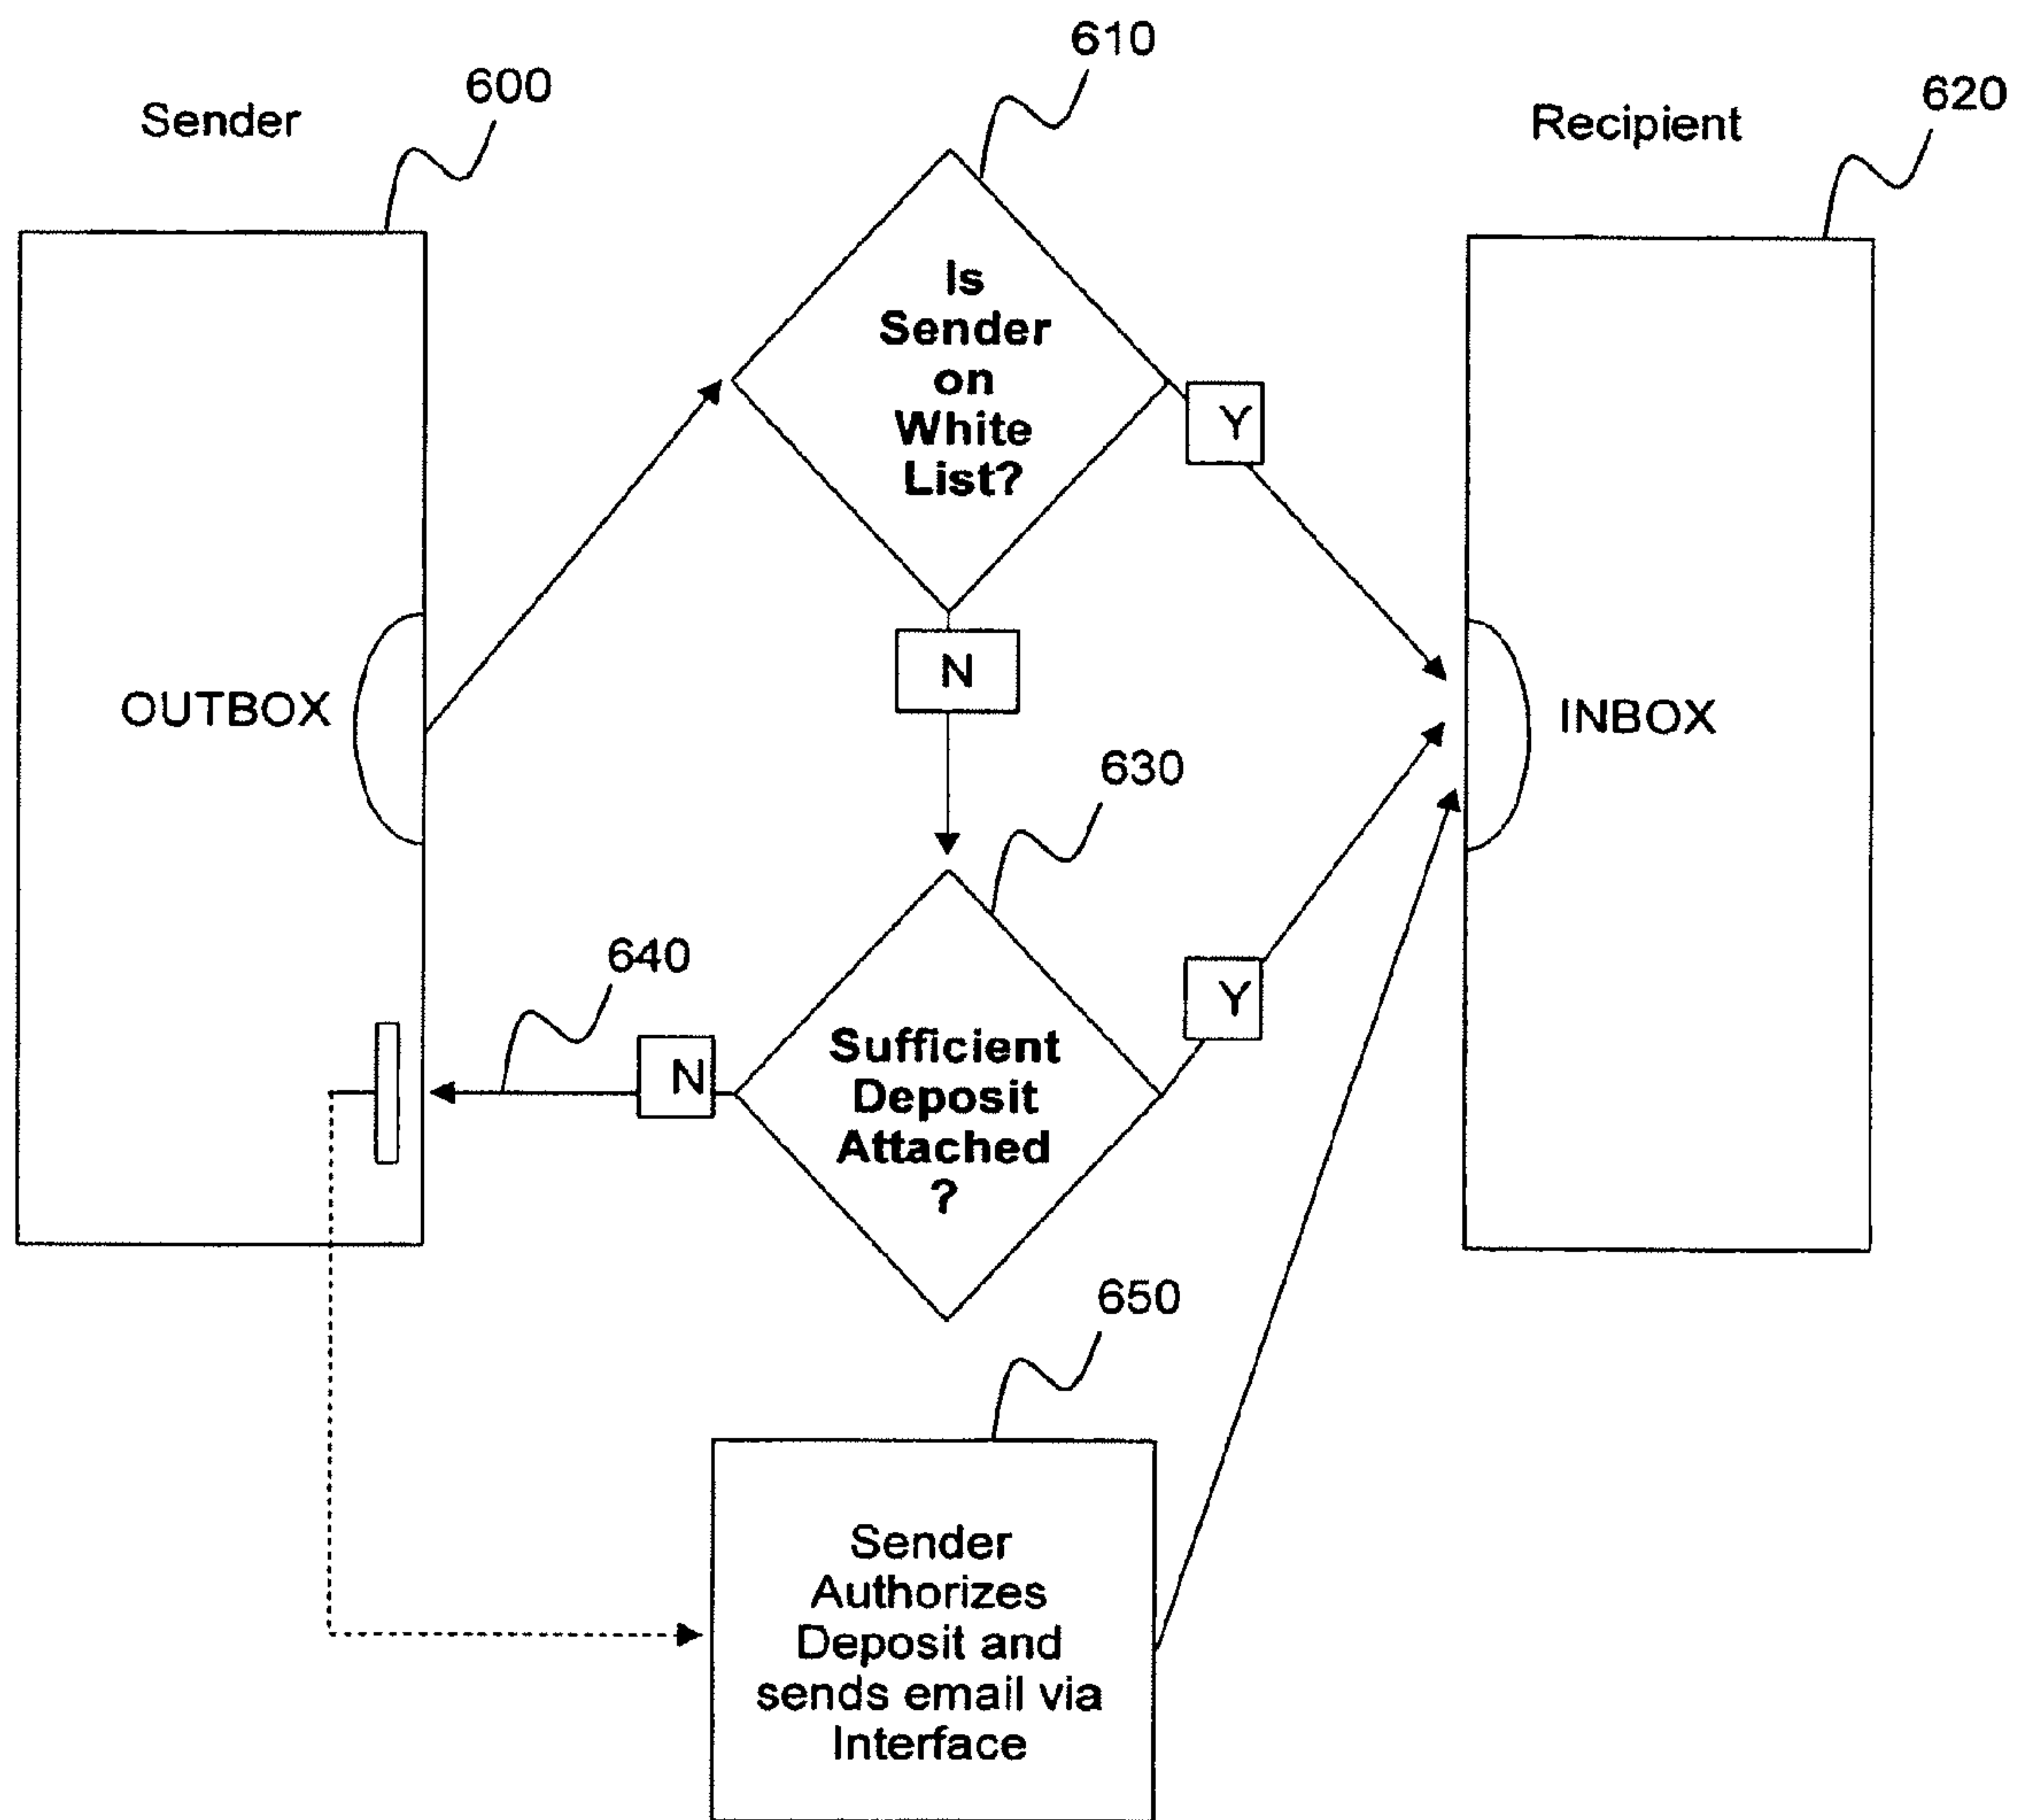 610
600
620
Sender
Recipient
Is
Sender
on
White
List?
Y
N
OUTBOX
INBOX
630
640
Y
N
Sufficient
Deposit
Attached
?
650
Sender
Authorizes
Deposit and
sends email via
Interface